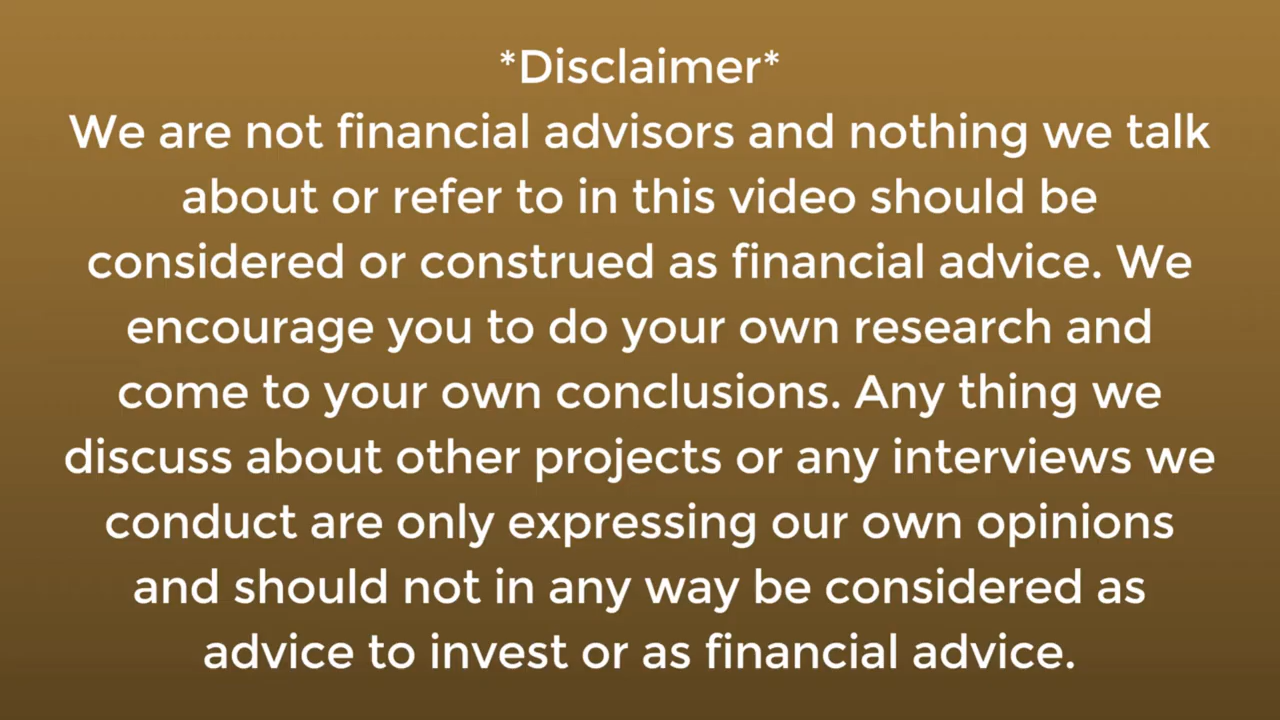 *Disclaimer*
We are not financial advisors and nothing we talk
about or refer to in this video should be
considered or construed as financial advice. We
encourage you to do your own research and
come to your own conclusions. Any thing we
discuss about other projects or any interviews we
conduct are only expressing our own opinions
and should not in any way be considered as
advice to invest or as financial advice.